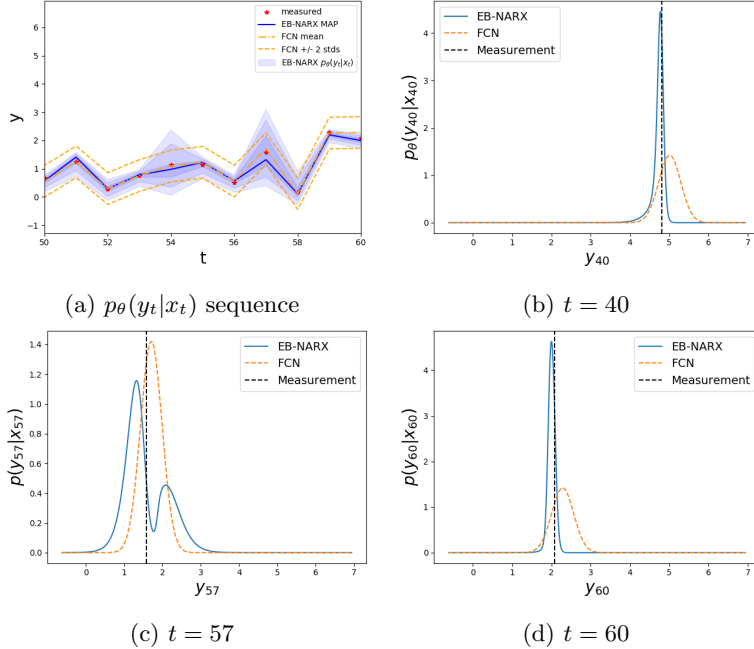 measured
EB-NARX MAP
FCN mean
FCN +/- 2 stds
EB-NARX pθ(yt|xt)
y
6
5
4
3
2
1
0
−1
50 52 54 56 58 60
t
(a) pθ(yt|xt) sequence
EB-NARX
FCN
Measurement
pθ(y40|x40)
4
3
2
1
0
0 1 2 3 4 5 6 7
y40
(b) t = 40
EB-NARX
FCN
Measurement
p(y57|x57)
1.4
1.2
1.0
0.8
0.6
0.4
0.2
0.0
0 1 2 3 4 5 6 7
y57
(c) t = 57
EB-NARX
FCN
Measurement
p(y60|x60)
4
3
2
1
0
0 1 2 3 4 5 6 7
y60
(d) t = 60